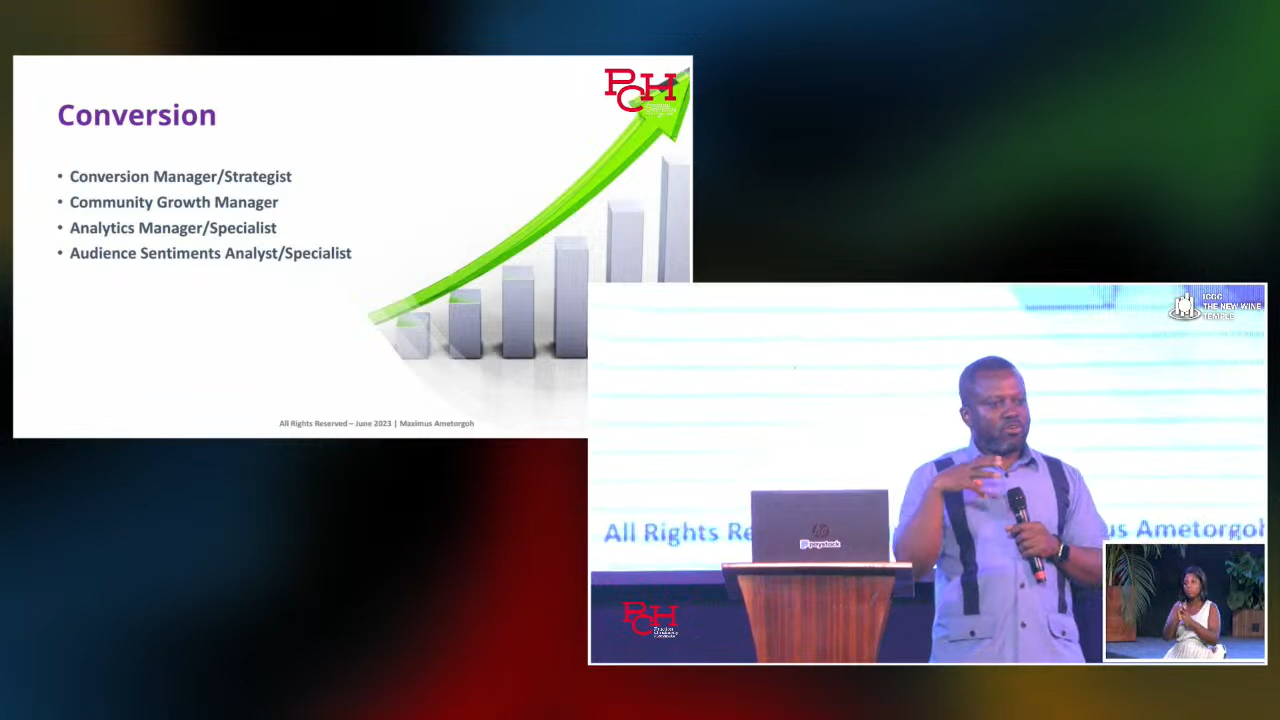 PCH
Conversion
• Conversion Manager/Strategist
• Community Growth Manager
• Analytics Manager/Specialist
• Audience Sentiments Analyst/Specialist
All Rights Reserved – June 2023 | Maximus Ametorgoh
ICGC
THE NEW WINE
TEMPLE
All Rights Re
us Ametorgoh
hp
paystack
PCH